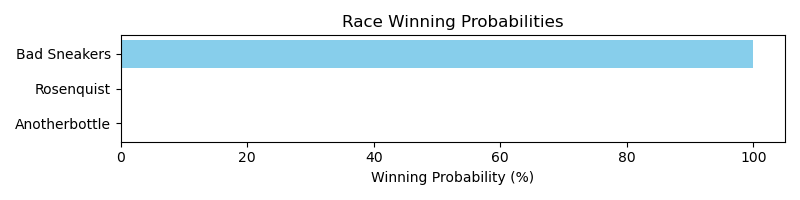 Race Winning Probabilities
Bad Sneakers
Rosenquist
Anotherbottle
0 20 40 60 80 100
Winning Probability (%)